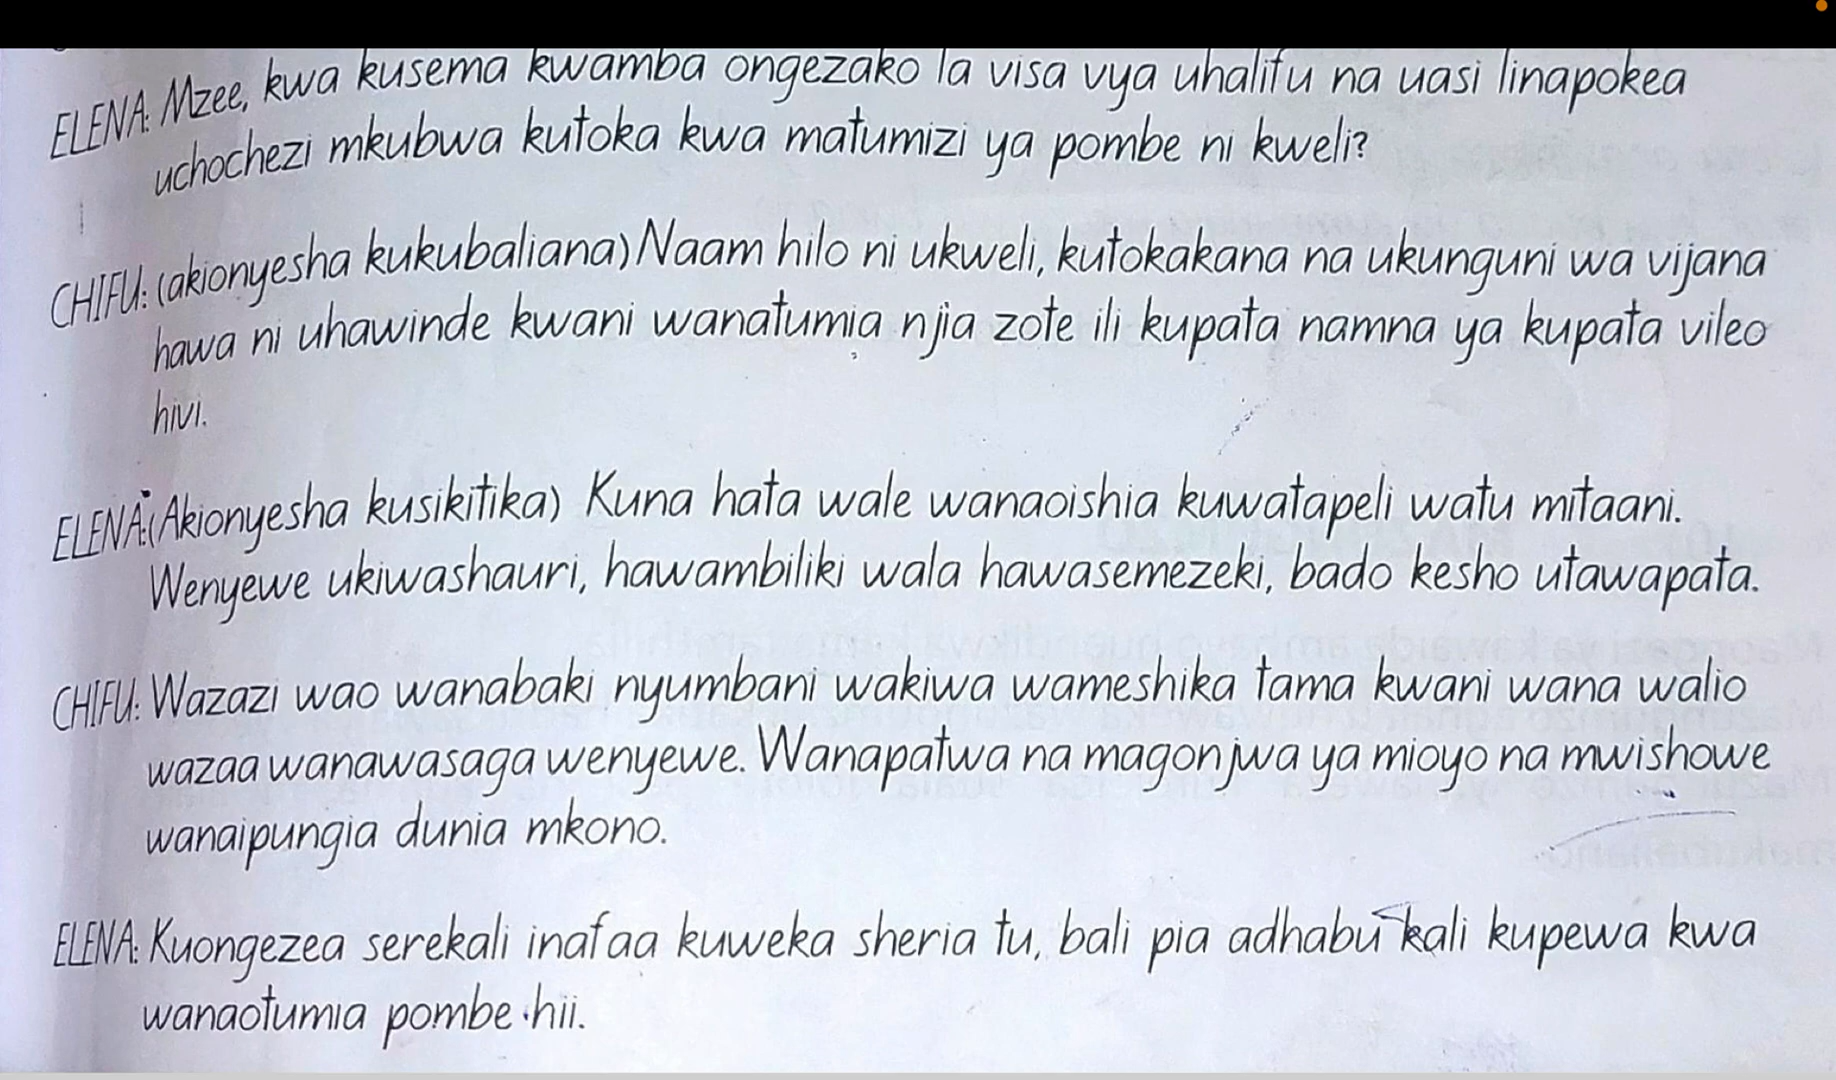 ELENA: Mzee, kwa kusema kwamba ongezako la visa vya uhalifu na uasi linapokea
uchochezi mkubwa kutoka kwa matumizi ya pombe ni kweli?
CHIFU: (akionyesha kukubaliana) Naam hilo ni ukweli, kutokakana na ukunguni wa vijana
hawa ni uhawinde kwani wanatumia njia zote ili kupata namna ya kupata vileo
hivi.
ELENA: (Akionyesha kusikitika) Kuna hata wale wanaoishia kuwatapeli watu mitaani.
Wenyewe ukiwashauri, hawambiliki wala hawasemezeki, bado kesho utawapata.
CHIFU: Wazazi wao wanabaki nyumbani wakiwa wameshika tama kwani wana walio
wazaa wanawasaga wenyewe. Wanapatwa na magonjwa ya mioyo na mwishowe
wanaipungia dunia mkono.
ELENA: Kuongezea serekali inafaa kuweka sheria tu, bali pia adhabu kali kupewa kwa
wanaotumia pombe hii.